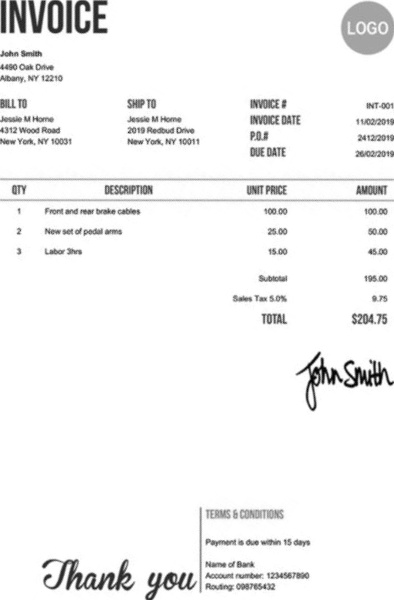 INVOICE
LOGO
John Smith
4490 Oak Drive
Albany, NY 12210
BILL TO SHIP TO INVOICE # INT-001
Jessie M Horne Jessie M Horne INVOICE DATE 11/02/2019
4312 Wood Road 2019 Redbud Drive P.O.# 2412/2019
New York, NY 10031 New York, NY 10011 DUE DATE 26/02/2019
QTY DESCRIPTION UNIT PRICE AMOUNT
1 Front and rear brake cables 100.00 100.00
2 New set of pedal arms 25.00 50.00
3 Labor 3hrs 15.00 45.00
Subtotal 195.00
Sales Tax 5.0% 9.75
TOTAL $204.75
John Smith
TERMS & CONDITIONS
Payment is due within 15 days
Name of Bank
Account number: 1234567890
Routing: 098765432
Thank you